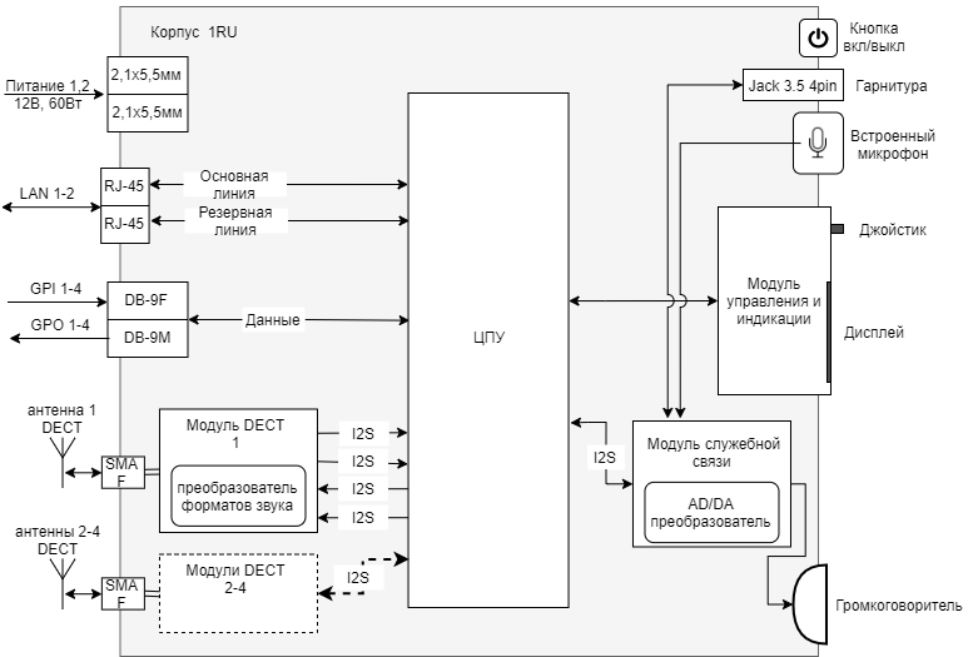 Корпус 1RU
Кнопка
вкл/выкл
Питание 1,2
12В, 60Вт
2,1х5,5мм
2,1х5,5мм
Jack 3.5 4pin
Гарнитура
Встроенный
микрофон
LAN 1-2
RJ-45
RJ-45
Основная
линия
Резервная
линия
Джойстик
Модуль
управления и
индикации
Дисплей
GPI 1-4
GPO 1-4
DB-9F
DB-9M
Данные
ЦПУ
антенна 1
DECT
SMA
F
Модуль DECT
1
преобразователь
форматов звука
I2S
I2S
I2S
I2S
I2S
Модуль служебной
связи
AD/DA
преобразователь
антенны 2-4
DECT
SMA
F
Модули DECT
2-4
I2S
Громкоговоритель